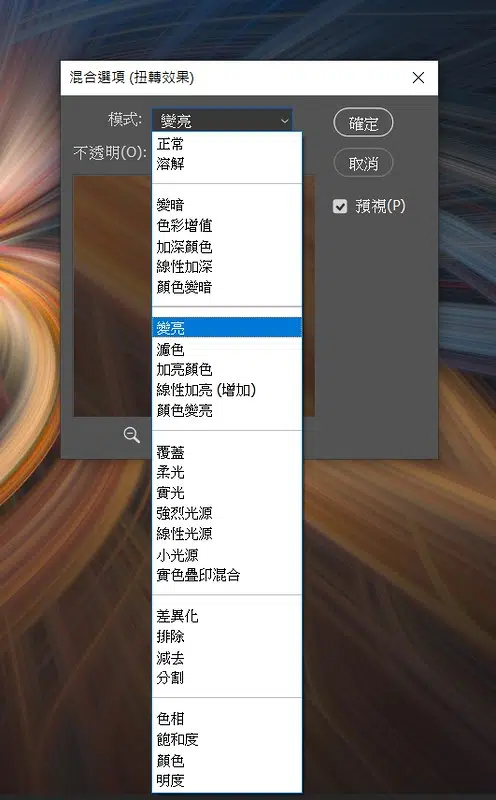 混合選項 (扭轉效果)
模式: 變亮
確定
不透明(O):
取消
預視(P)
正常
溶解
變暗
色彩增值
加深顏色
線性加深
顏色變暗
變亮
濾色
加亮顏色
線性加亮 (增加)
顏色變亮
覆蓋
柔光
實光
強烈光源
線性光源
小光源
實色疊印混合
差異化
排除
減去
分割
色相
飽和度
顏色
明度